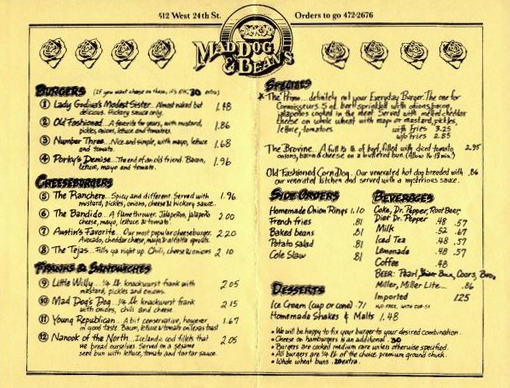 512 West 24th St.
Orders to go 472-2676
MAD DOG
& BEANS
BURGERS (If you want cheese on these, it's OK, 30 extra)
1 Lady Godiva's Modest Sister. Almost naked but 1.48
delicious. Hickory sauce only.
2 Old Fashioned. A favorite for years, with mustard, 1.86
pickles, onion, lettuce and tomatoes.
3 Number Three... Nice and simple, with mayo, lettuce 1.68
and tomato.
4 Porky's Demise... The end of an old friend. Bacon, 1.96
lettuce, mayo and tomato.
CHEESEBURGERS
5 The Ranchero... Spicy and different. Served with 1.96
mustard, pickles, onions, cheese & hickory sauce.
6 The Bandido... A flame thrower. Jalapeños, jalapeño 2.00
cheese, mayo, lettuce & tomato.
7 Austin's Favorite... Our most popular cheeseburger. 2.20
Avocado, cheddar cheese, mayo & alfalfa sprouts.
8 The Tejas. Fills ya right up. Chili, cheese & onions 2.10
FRANKS & SANDWICHES
9 Little Willy... 1/4 lb. knackwurst frank with 2.05
mustard, pickles and onions.
10 Mad Dog's Dog. 1/4 lb. knackwurst frank 2.15
with onions, chili and cheese
11 Young Republican. A bit conservative, however 1.67
in good taste. Bacon, lettuce & tomato on Texas toast
12 Nanook of the North. Icelandic cod fillets that 2.05
we bread ourselves. Served on a sesame
seed bun with lettuce, tomato and tartar sauce.
SPECIALS
* The Primo... definitely not your Everyday Burger. The one for
Connoisseurs. with onions, bacon,
jalapeños cooked in the meat. Served with melted cheddar
cheese on whole wheat with mayo or mustard, pickles,
lettuce, tomatoes
with Fries 3.25
w/o Fries 2.85
The Brovine. A full 1/2 lb of beef filled with diced tomato, 2.95
onions, bacon & cheese on a buttered bun. (Allow 16-18 min.)
Old Fashioned Corn Dog. Our venerated hot dog breaded with .86
our venerated kitchen and served with a mysterious sauce.
SIDE ORDERS
Homemade Onion Rings 1.10
French fries .81
Baked beans .81
Potato salad .81
Cole Slaw .81
BEVERAGES
Coke, Dr. Pepper, Root Beer,
Diet Dr. Pepper .48 .57
Milk .52 .67
Iced Tea .48 .57
Lemonade .48 .57
Coffee .48
BEER: Pearl, Coors, Bud,
Miller, Miller Lite... .86
Imported 1.25
DESSERTS
Ice Cream (cup or cone) .71
Homemade Shakes & Malts 1.48
• We will be happy to fix your burger to your desired combination.
• Cheese on hamburgers is an additional .30
• Burgers are cooked medium rare unless otherwise specified.
• All burgers are 1/4 lb. of the choice premium ground chuck.
• Whole wheat buns .10 extra.